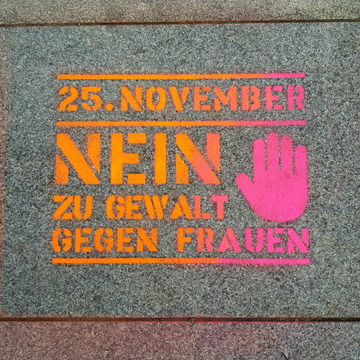 25. NOVEMBER
NEIN
ZU GEWALT
GEGEN FRAUEN